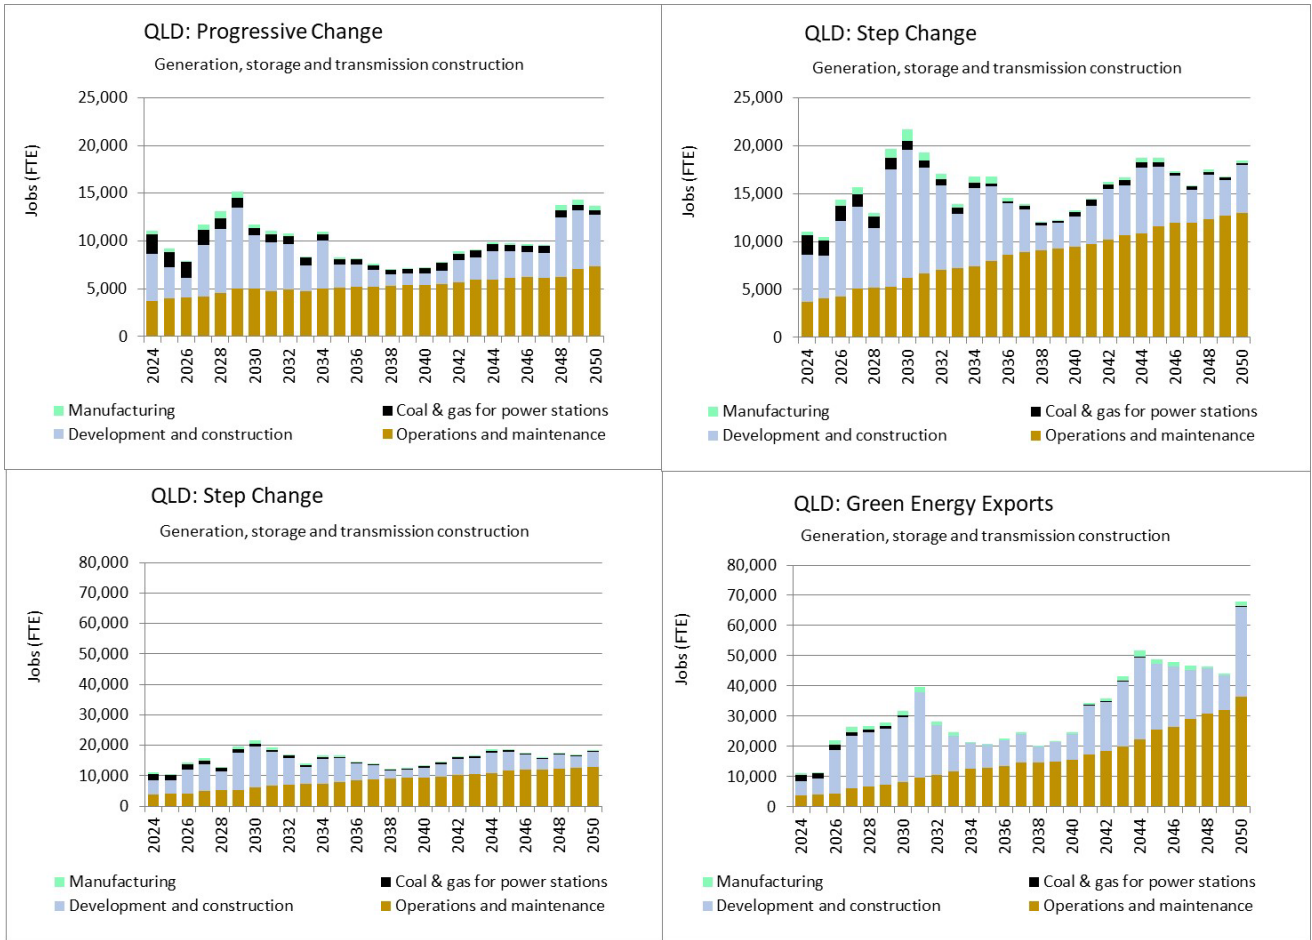 QLD: Progressive Change
Generation, storage and transmission construction
Jobs (FTE)
25,000
20,000
15,000
10,000
5,000
0
2024 2026 2028 2030 2032 2034 2036 2038 2040 2042 2044 2046 2048 2050
Manufacturing Coal & gas for power stations
Development and construction Operations and maintenance
QLD: Step Change
Generation, storage and transmission construction
Jobs (FTE)
25,000
20,000
15,000
10,000
5,000
0
2024 2026 2028 2030 2032 2034 2036 2038 2040 2042 2044 2046 2048 2050
Manufacturing Coal & gas for power stations
Development and construction Operations and maintenance
QLD: Step Change
Generation, storage and transmission construction
Jobs (FTE)
80,000
70,000
60,000
50,000
40,000
30,000
20,000
10,000
0
2024 2026 2028 2030 2032 2034 2036 2038 2040 2042 2044 2046 2048 2050
Manufacturing Coal & gas for power stations
Development and construction Operations and maintenance
QLD: Green Energy Exports
Generation, storage and transmission construction
Jobs (FTE)
80,000
70,000
60,000
50,000
40,000
30,000
20,000
10,000
0
2024 2026 2028 2030 2032 2034 2036 2038 2040 2042 2044 2046 2048 2050
Manufacturing Coal & gas for power stations
Development and construction Operations and maintenance